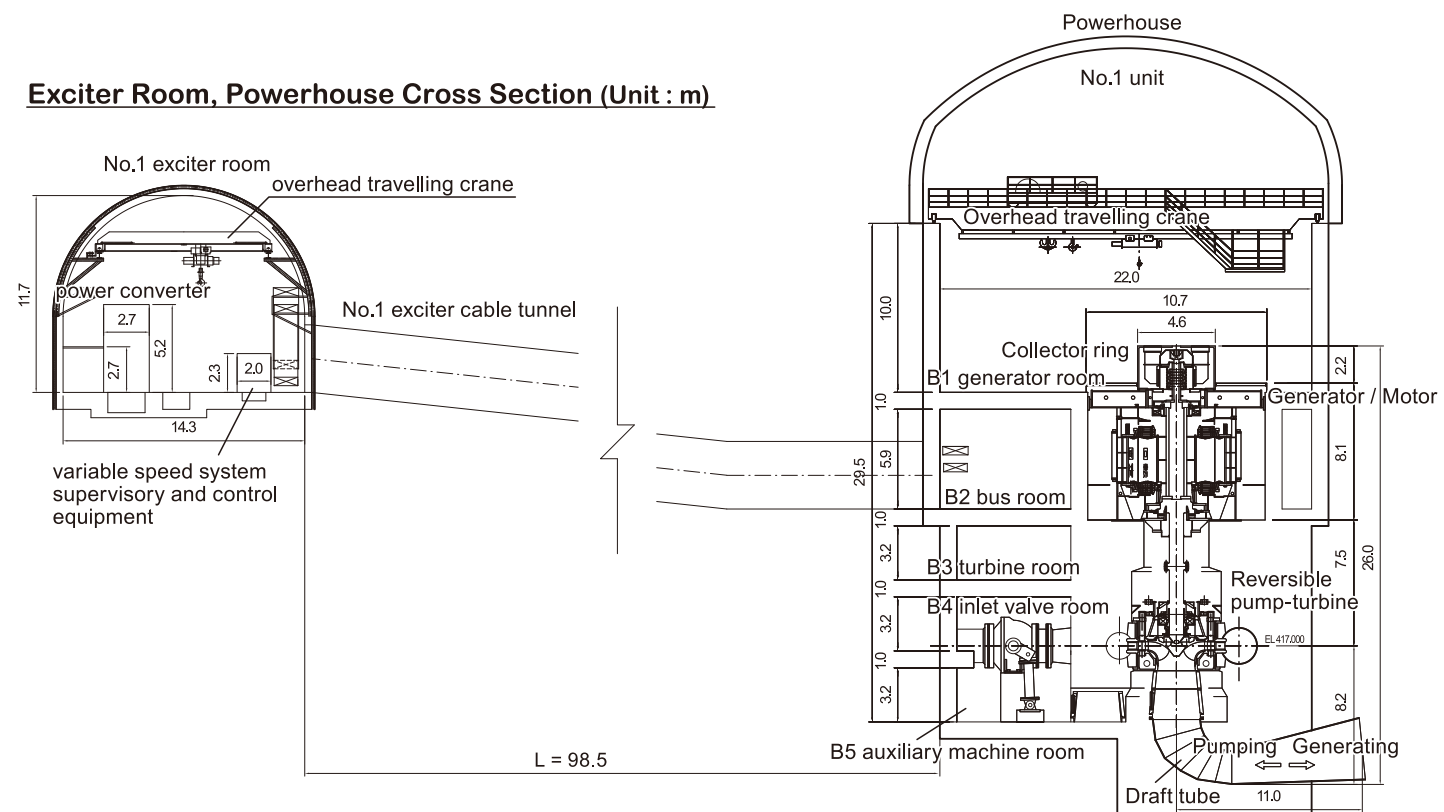 Powerhouse
No.1 unit
Exciter Room, Powerhouse Cross Section (Unit : m)
No.1 exciter room
overhead travelling crane
Overhead travelling crane
power converter
No.1 exciter cable tunnel
11.7
2.7
5.2
2.7
2.3
2.0
14.3
variable speed system
supervisory and control
equipment
22.0
10.7
4.6
10.0
Collector ring
B1 generator room
2.2
Generator / Motor
1.0
5.9
29.5
8.1
B2 bus room
1.0
3.2
B3 turbine room
7.5
26.0
1.0
B4 inlet valve room
Reversible
pump-turbine
3.2
EL 417.000
1.0
3.2
8.2
B5 auxiliary machine room
L = 98.5
Pumping Generating
Draft tube
11.0